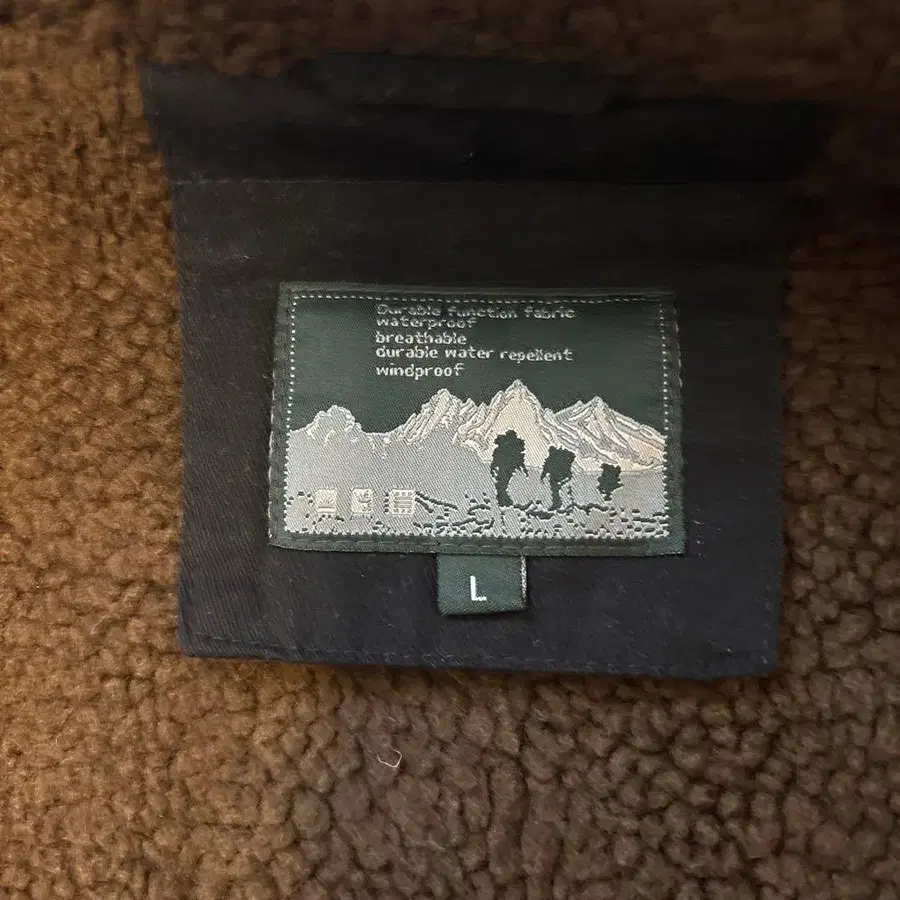 Durable function fabric
waterproof
breathable
durable water repellent
windproof
L